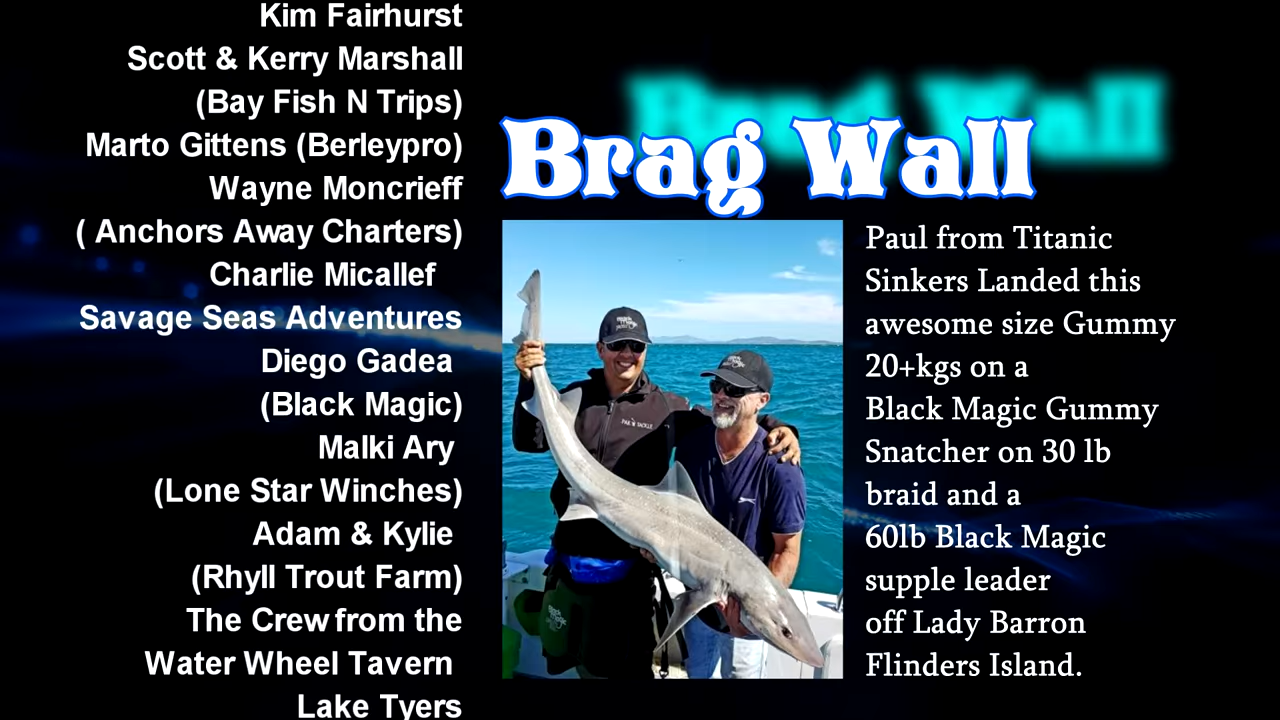 Kim Fairhurst
Scott & Kerry Marshall
(Bay Fish N Trips)
Marto Gittens (Berleypro)
Wayne Moncrieff
( Anchors Away Charters)
Charlie Micallef
Savage Seas Adventures
Diego Gadea
(Black Magic)
Malki Ary
(Lone Star Winches)
Adam & Kylie
(Rhyll Trout Farm)
The Crew from the
Water Wheel Tavern
Lake Tyers
Brag Wall
Paul from Titanic
Sinkers Landed this
awesome size Gummy
20+kgs on a
Black Magic Gummy
Snatcher on 30 lb
braid and a
60lb Black Magic
supple leader
off Lady Barron
Flinders Island.